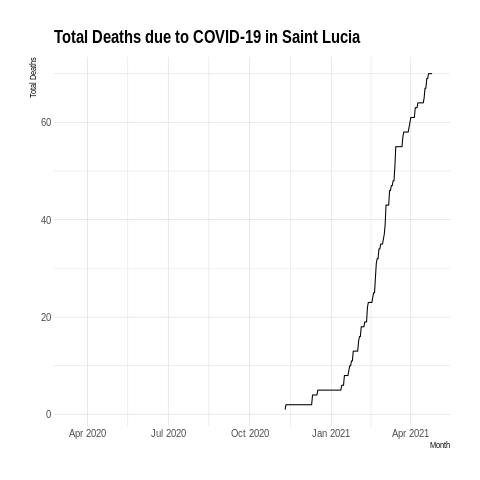 Total Deaths due to COVID-19 in Saint Lucia
Total Deaths
60
40
20
0
Apr 2020 Jul 2020 Oct 2020 Jan 2021 Apr 2021
Month